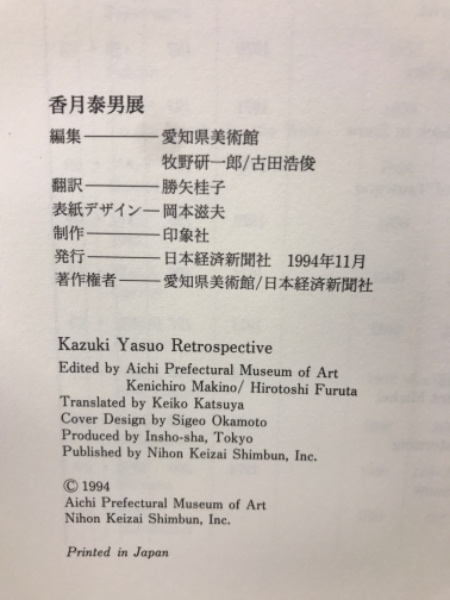 香月泰男展
編集———愛知県美術館
牧野研一郎/古田浩俊
翻訳———勝矢桂子
表紙デザイン—岡本滋夫
制作———印象社
発行———日本経済新聞社 1994年11月
著作権者——愛知県美術館/日本経済新聞社
Kazuki Yasuo Retrospective
Edited by Aichi Prefectural Museum of Art
Kenichiro Makino/ Hirotoshi Furuta
Translated by Keiko Katsuya
Cover Design by Sigeo Okamoto
Produced by Insho-sha, Tokyo
Published by Nihon Keizai Shimbun, Inc.
© 1994
Aichi Prefectural Museum of Art
Nihon Keizai Shimbun, Inc.
Printed in Japan